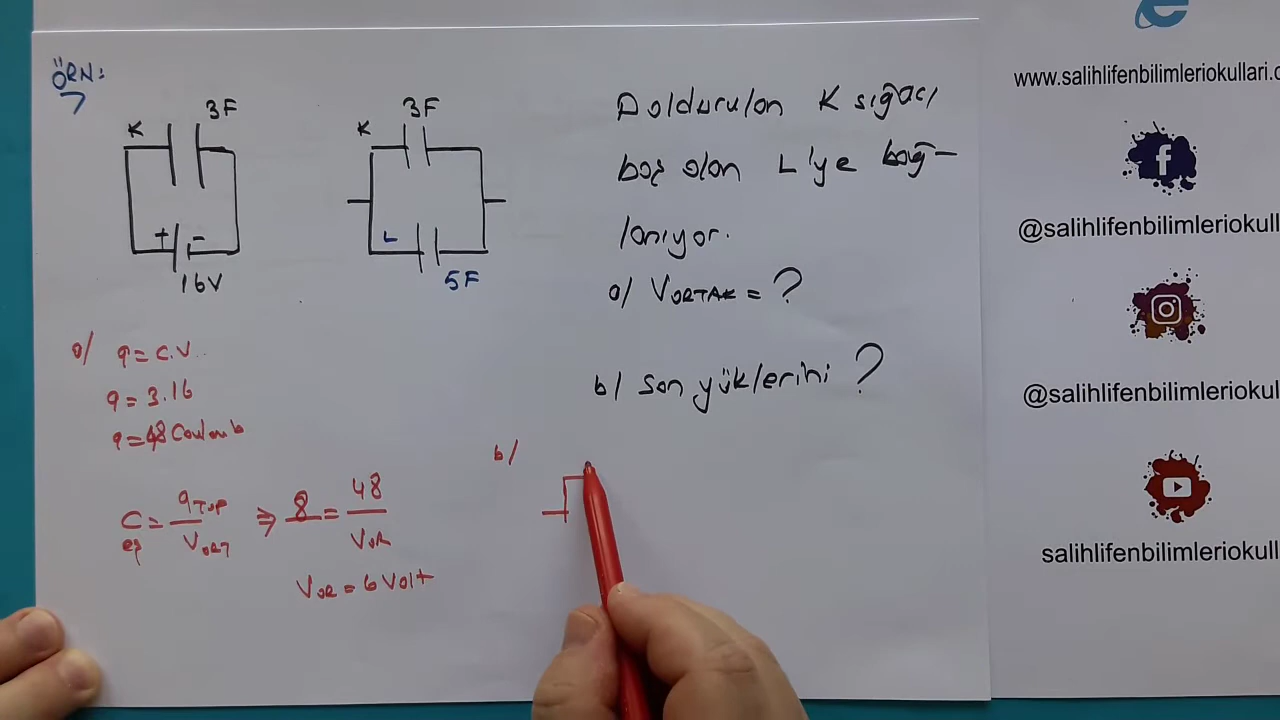 ÖRN:
K 3F
+ -
16V
K 3F
L
5F
Doldurulan K sığacı
boş olan L'ye bağ-
lanıyor.
a/ VORTAK = ?
b/ Son yüklerini ?
a/ q = C.V
q = 3.16
q = 48 Coulomb
Ceş = qTOP / VORT ⇒ 8 = 48 / VOR
VOR = 6 Volt
b/
www.salihlifenbilimleriokullari.c
@salihlifenbilimleriokull
@salihlifenbilimleriokull
salihlifenbilimleriokull